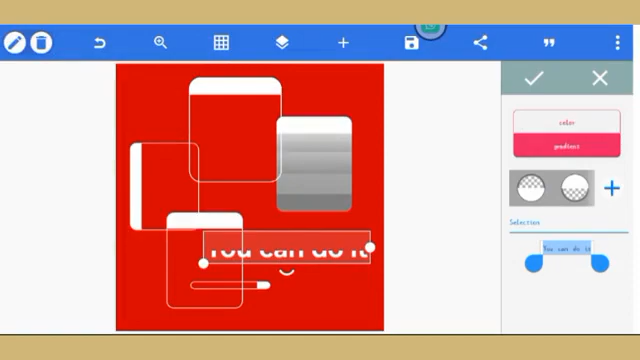 color
gradient
Selection
You can do it
You can do it